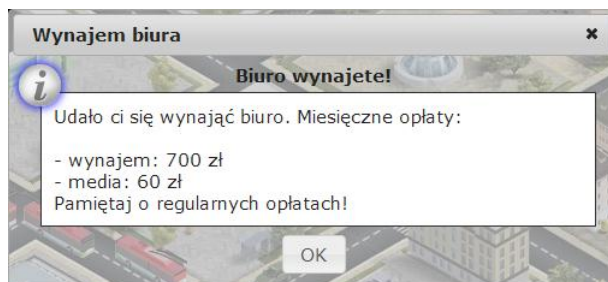 Wynajem biura
Biuro wynajete!
Udało ci się wynająć biuro. Miesięczne opłaty:
- wynajem: 700 zł
- media: 60 zł
Pamiętaj o regularnych opłatach!
OK